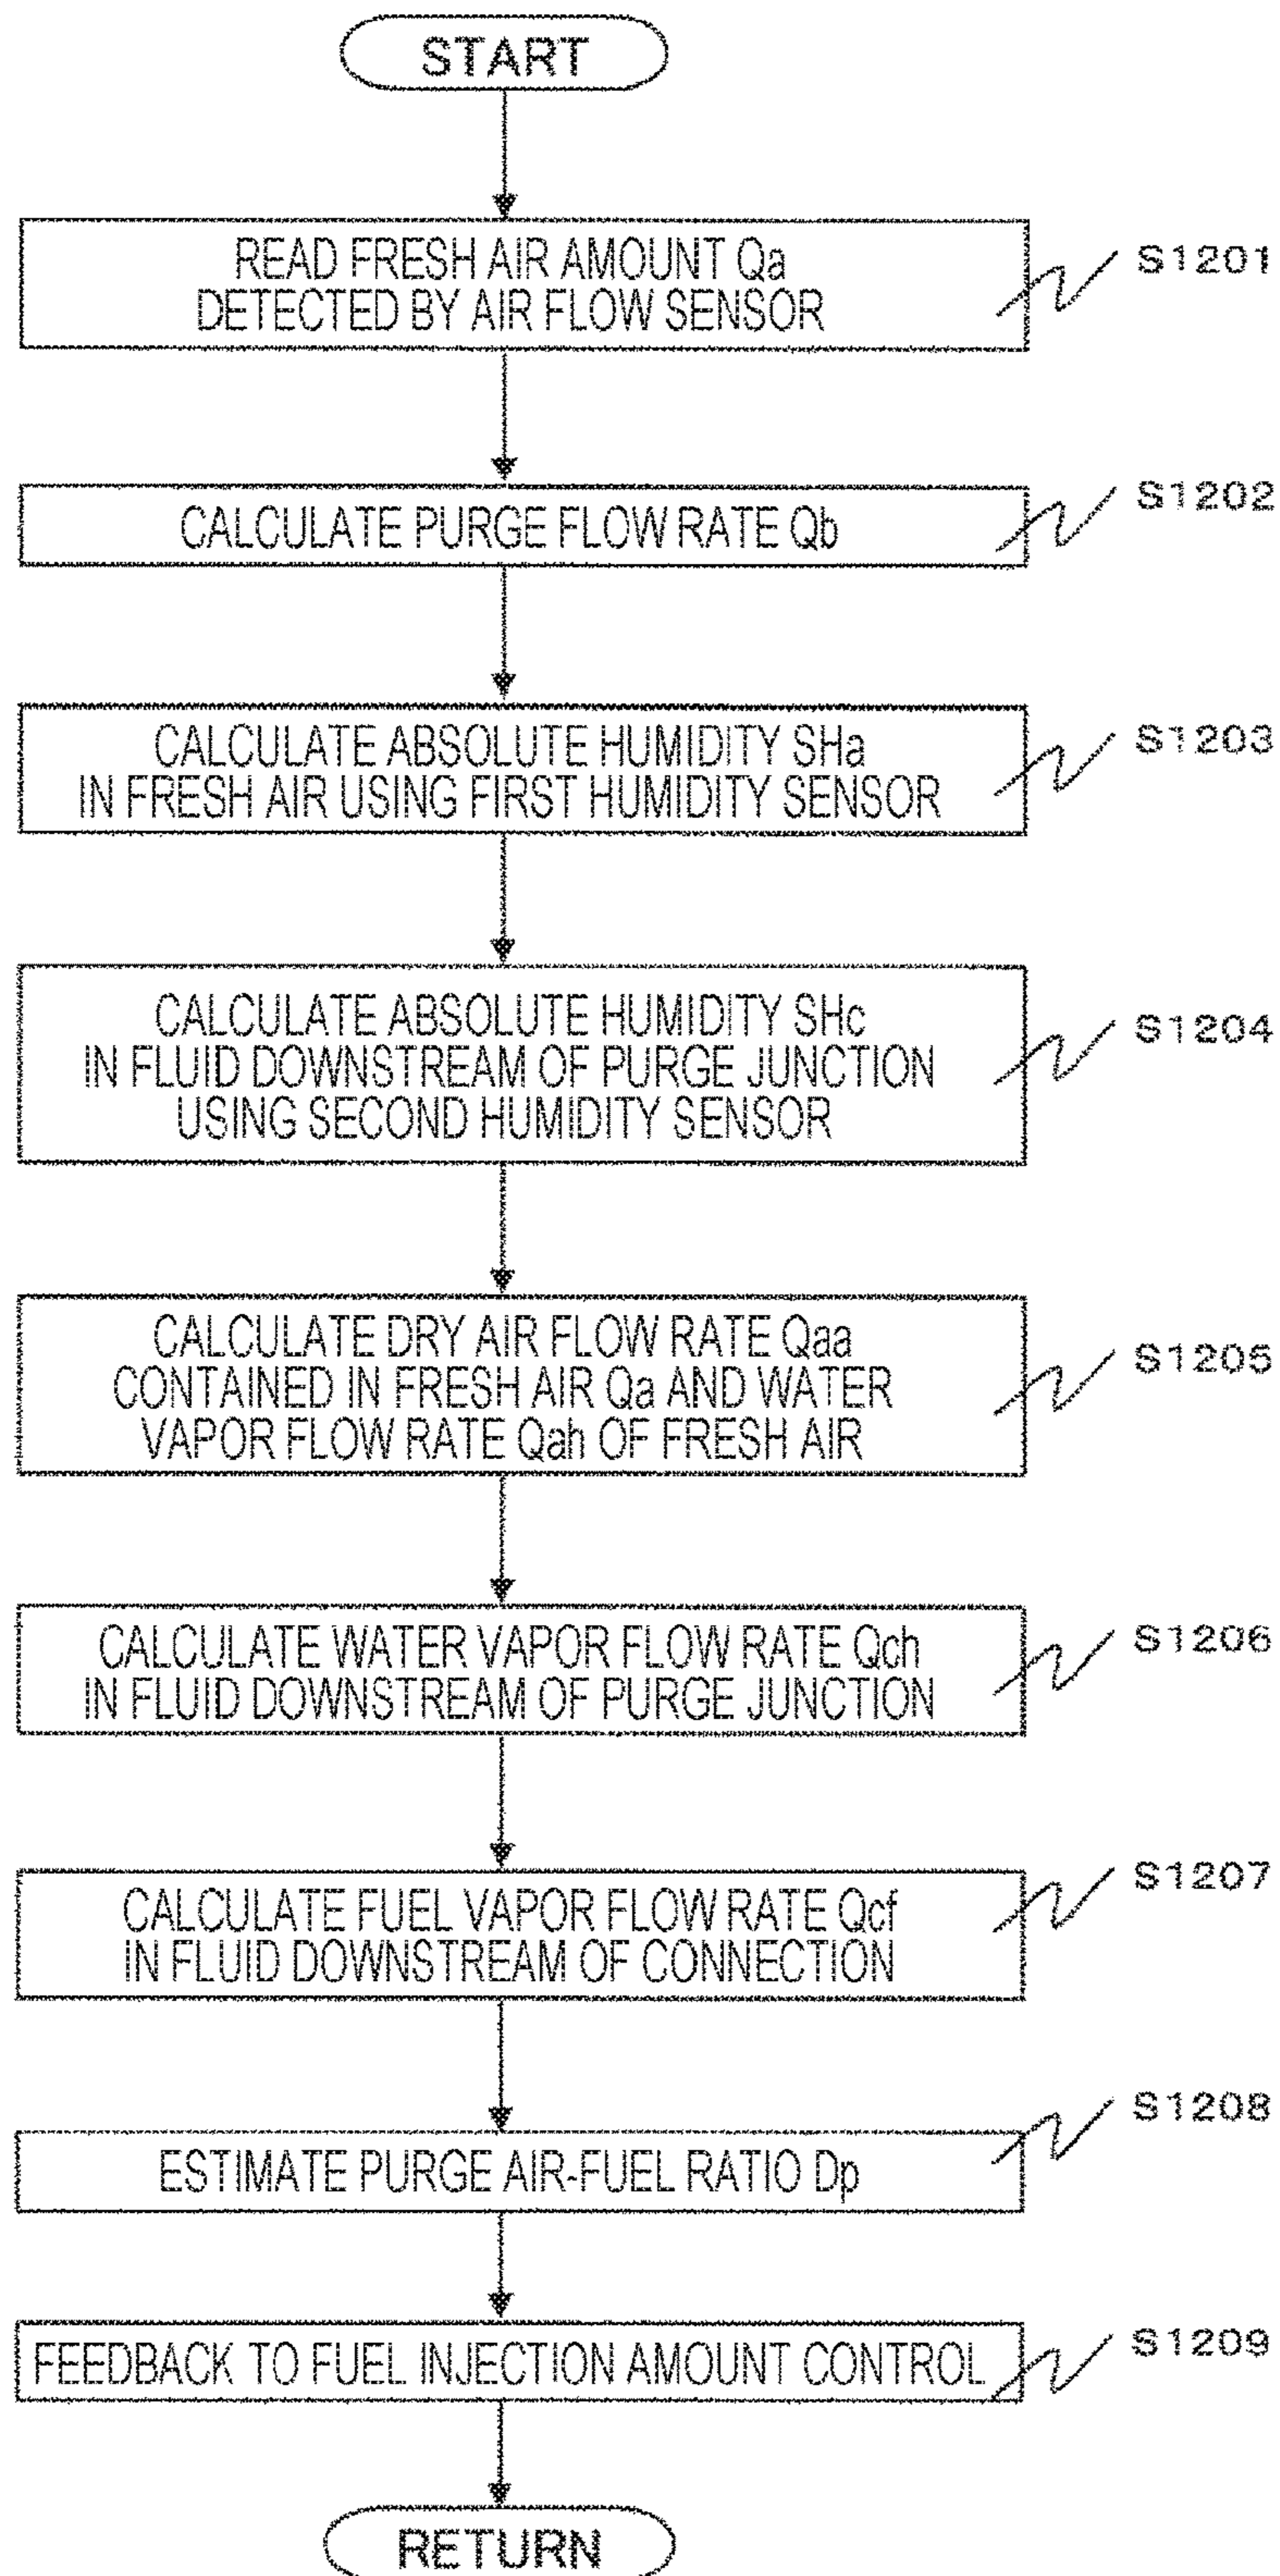 START
READ FRESH AIR AMOUNT Qa
DETECTED BY AIR FLOW SENSOR
S1201
CALCULATE PURGE FLOW RATE Qb
S1202
CALCULATE ABSOLUTE HUMIDITY SHa
IN FRESH AIR USING FIRST HUMIDITY SENSOR
S1203
CALCULATE ABSOLUTE HUMIDITY SHc
IN FLUID DOWNSTREAM OF PURGE JUNCTION
USING SECOND HUMIDITY SENSOR
S1204
CALCULATE DRY AIR FLOW RATE Qaa
CONTAINED IN FRESH AIR Qa AND WATER
VAPOR FLOW RATE Qah OF FRESH AIR
S1205
CALCULATE WATER VAPOR FLOW RATE Qch
IN FLUID DOWNSTREAM OF PURGE JUNCTION
S1206
CALCULATE FUEL VAPOR FLOW RATE Qcf
IN FLUID DOWNSTREAM OF CONNECTION
S1207
ESTIMATE PURGE AIR-FUEL RATIO Dp
S1208
FEEDBACK TO FUEL INJECTION AMOUNT CONTROL
S1209
RETURN